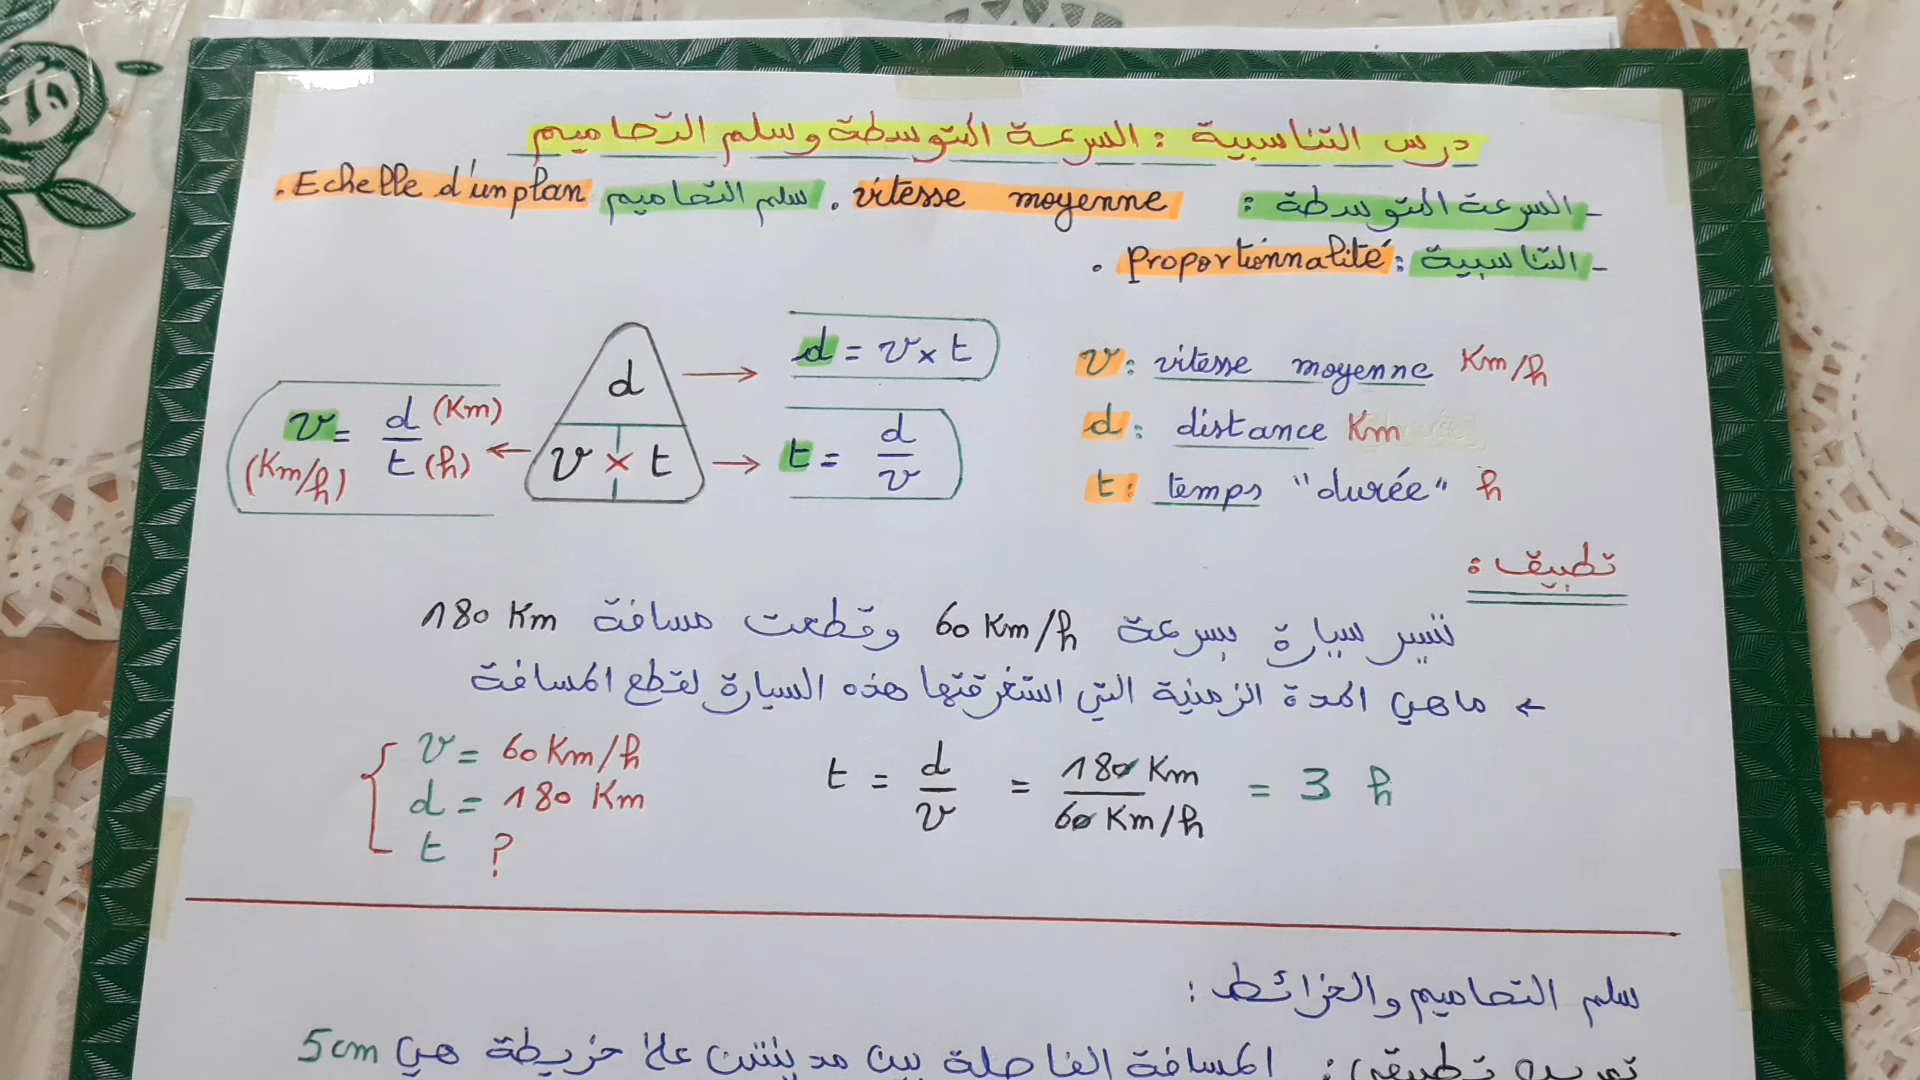 درس التناسبية : السرعة المتوسطة وسلم التصاميم
- السرعة المتوسطة : vitesse moyenne . سلم التصاميم Echelle d'un plan .
- التناسبية : proportionnalité .
d
v × t
d = v × t
t = d / v
v = d (Km) / t (h)
(Km/h)
v : vitesse moyenne Km/h
d : distance Km
t : temps "durée" h
تطبيق :
تسير سيارة بسرعة 60 Km/h وقطعت مسافة 180 Km
← ماهي المدة الزمنية التي استغرقتها هذه السيارة لقطع المسافة
v = 60 Km/h
d = 180 Km
t ?
t = d / v = 180 Km / 60 Km/h = 3 h
سلم التصاميم والخرائط :
تطبيقي : المسافة الفاصلة بين مدينتين على خريطة هي 5cm